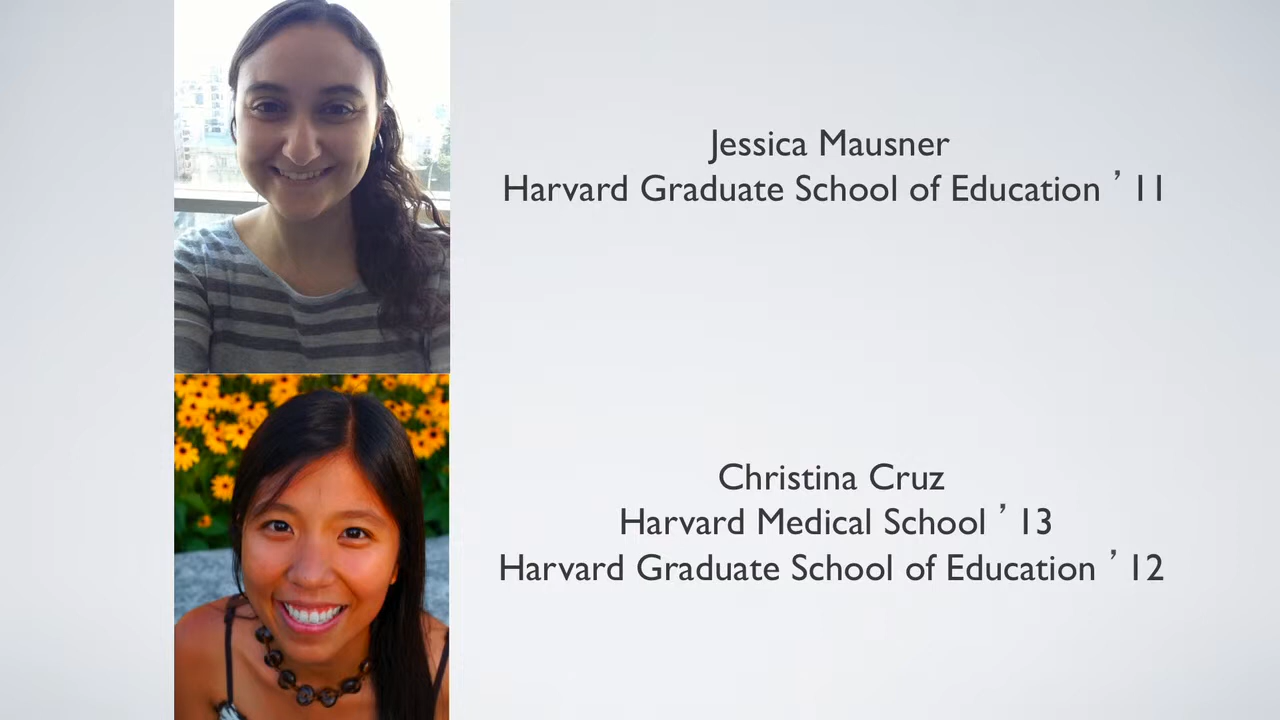 Jessica Mausner
Harvard Graduate School of Education ’11
Christina Cruz
Harvard Medical School ’13
Harvard Graduate School of Education ’12